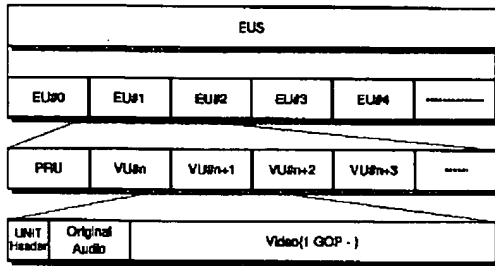 EUS
EU#0 EU#1 EU#2 EU#3 EU#4 ----------
PRU VU#n VU#n+1 VU#n+2 VU#n+3 -----
UNIT Header Original Audio Video(1 GOP - )